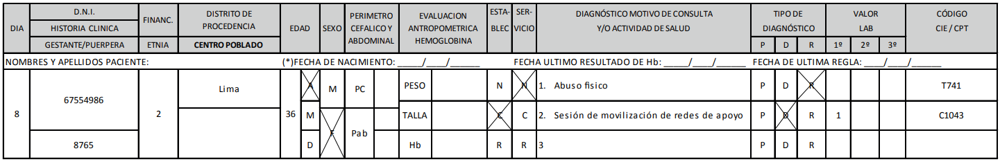 DIA
D.N.I.
HISTORIA CLINICA
GESTANTE/PUERPERA
FINANC.
ETNIA
DISTRITO DE
PROCEDENCIA
CENTRO POBLADO
EDAD
SEXO
PERIMETRO
CEFALICO Y
ABDOMINAL
EVALUACION
ANTROPOMETRICA
HEMOGLOBINA
ESTA-
BLEC
SER-
VICIO
DIAGNÓSTICO MOTIVO DE CONSULTA
Y/O ACTIVIDAD DE SALUD
TIPO DE
DIAGNÓSTICO
P D R
VALOR
LAB
1º 2º 3º
CÓDIGO
CIE / CPT
NOMBRES Y APELLIDOS PACIENTE: (*)FECHA DE NACIMIENTO: _____/____/______ FECHA ULTIMO RESULTADO DE Hb: _____/____/______ FECHA DE ULTIMA REGLA: ____/____/______
8
67554986
8765
2
Lima
36
A
M
D
M
F
PC
Pab
PESO
TALLA
Hb
N
C
R
N
C
R
1. Abuso fisico P D R T741
2. Sesión de movilización de redes de apoyo P D R 1 C1043
3 P D R